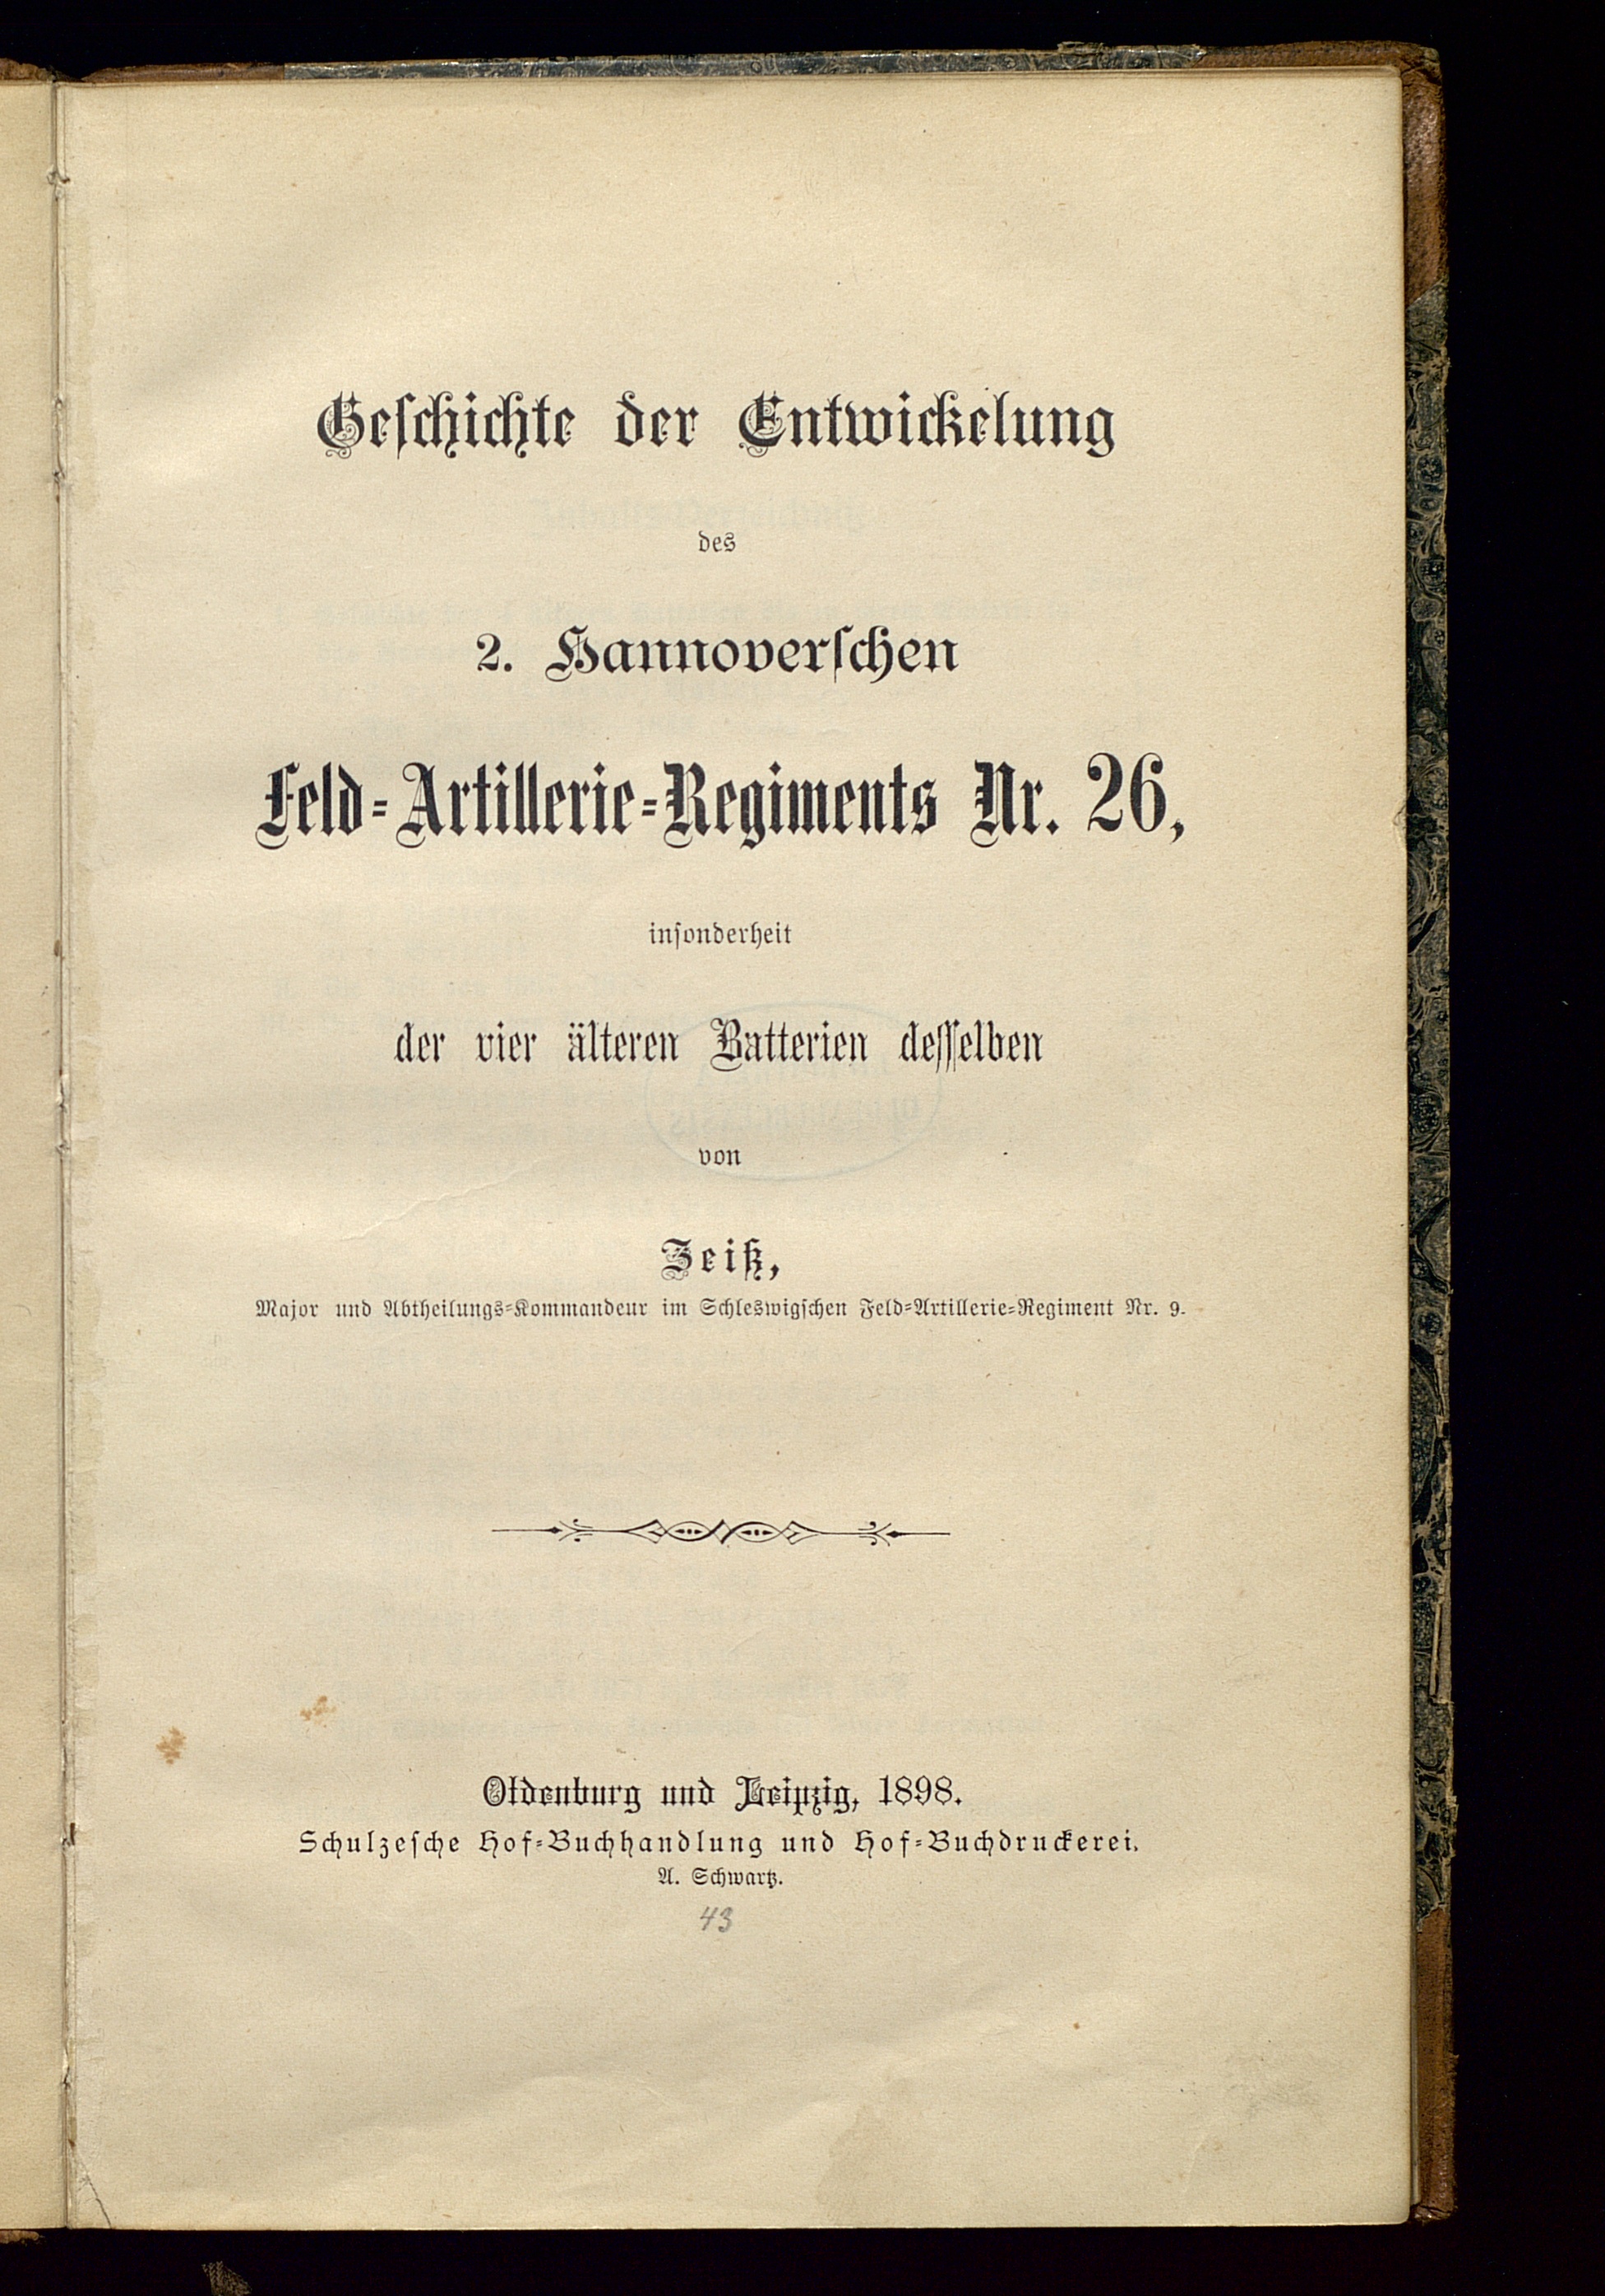 Geſchichte der Entwickelung
des
2. Hannoverſchen
Feld-Artillerie-Regiments Nr. 26,
inſonderheit
der vier älteren Batterien deſſelben
von
Zeiß,
Major und Abtheilungs-Kommandeur im Schleswigſchen Feld-Artillerie-Regiment Nr. 9.
Oldenburg und Leipzig, 1898.
Schulzeſche Hof-Buchhandlung und Hof-Buchdruckerei.
A. Schwartz.
43